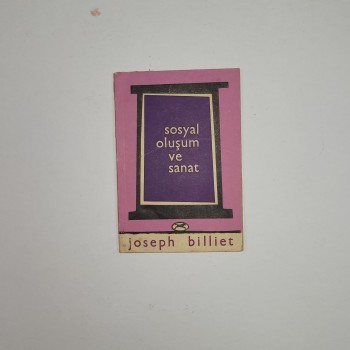 sosyal
oluşum
ve
sanat
joseph billiet